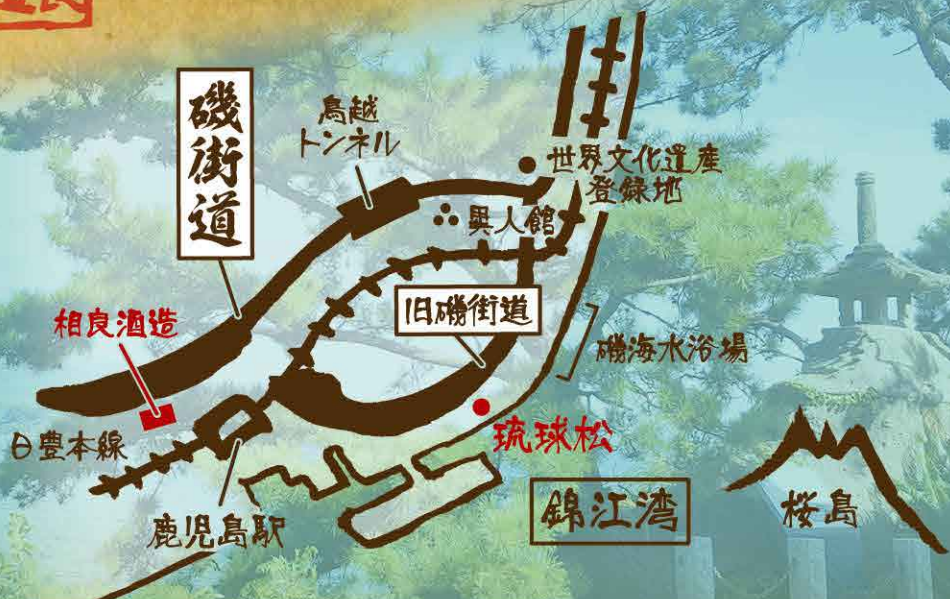 磯街道
鳥越
トンネル
世界文化遺産
登録地
異人館
旧磯街道
相良酒造
磯海水浴場
日豊本線
琉球松
錦江湾
桜島
鹿児島駅